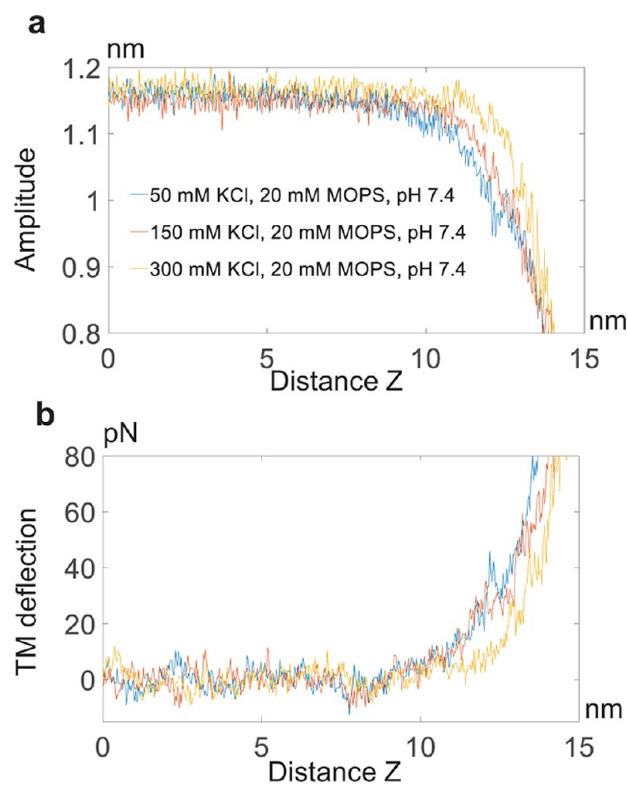 a
nm
1.2
1.1
1
0.9
0.8
Amplitude
50 mM KCl, 20 mM MOPS, pH 7.4
150 mM KCl, 20 mM MOPS, pH 7.4
300 mM KCl, 20 mM MOPS, pH 7.4
nm
0 5 10 15
Distance Z
b
pN
80
60
40
20
0
TM deflection
nm
0 5 10 15
Distance Z